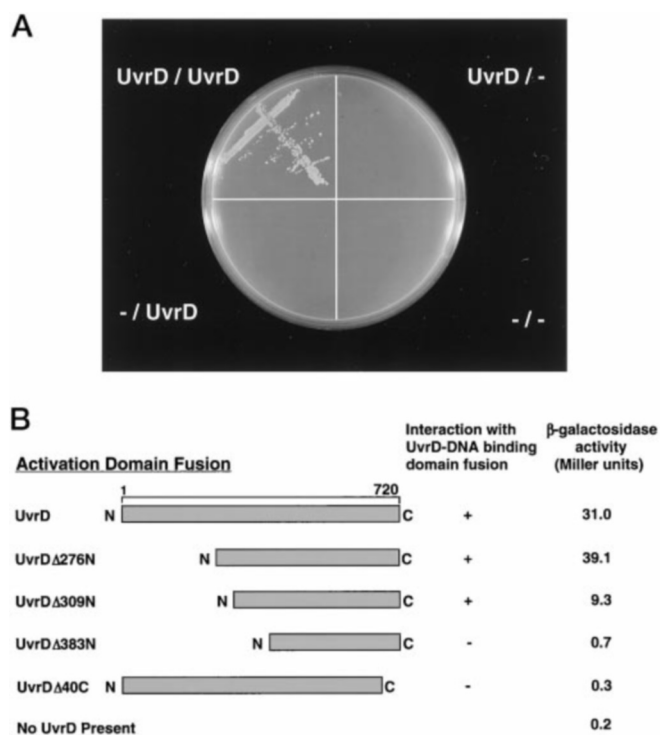 A
UvrD / UvrD
UvrD / -
- / UvrD
- / -
B
Interaction with UvrD-DNA binding domain fusion
β-galactosidase activity (Miller units)
Activation Domain Fusion
1 720
UvrD N C + 31.0
UvrDΔ276N N C + 39.1
UvrDΔ309N N C + 9.3
UvrDΔ383N N C - 0.7
UvrDΔ40C N C - 0.3
No UvrD Present 0.2